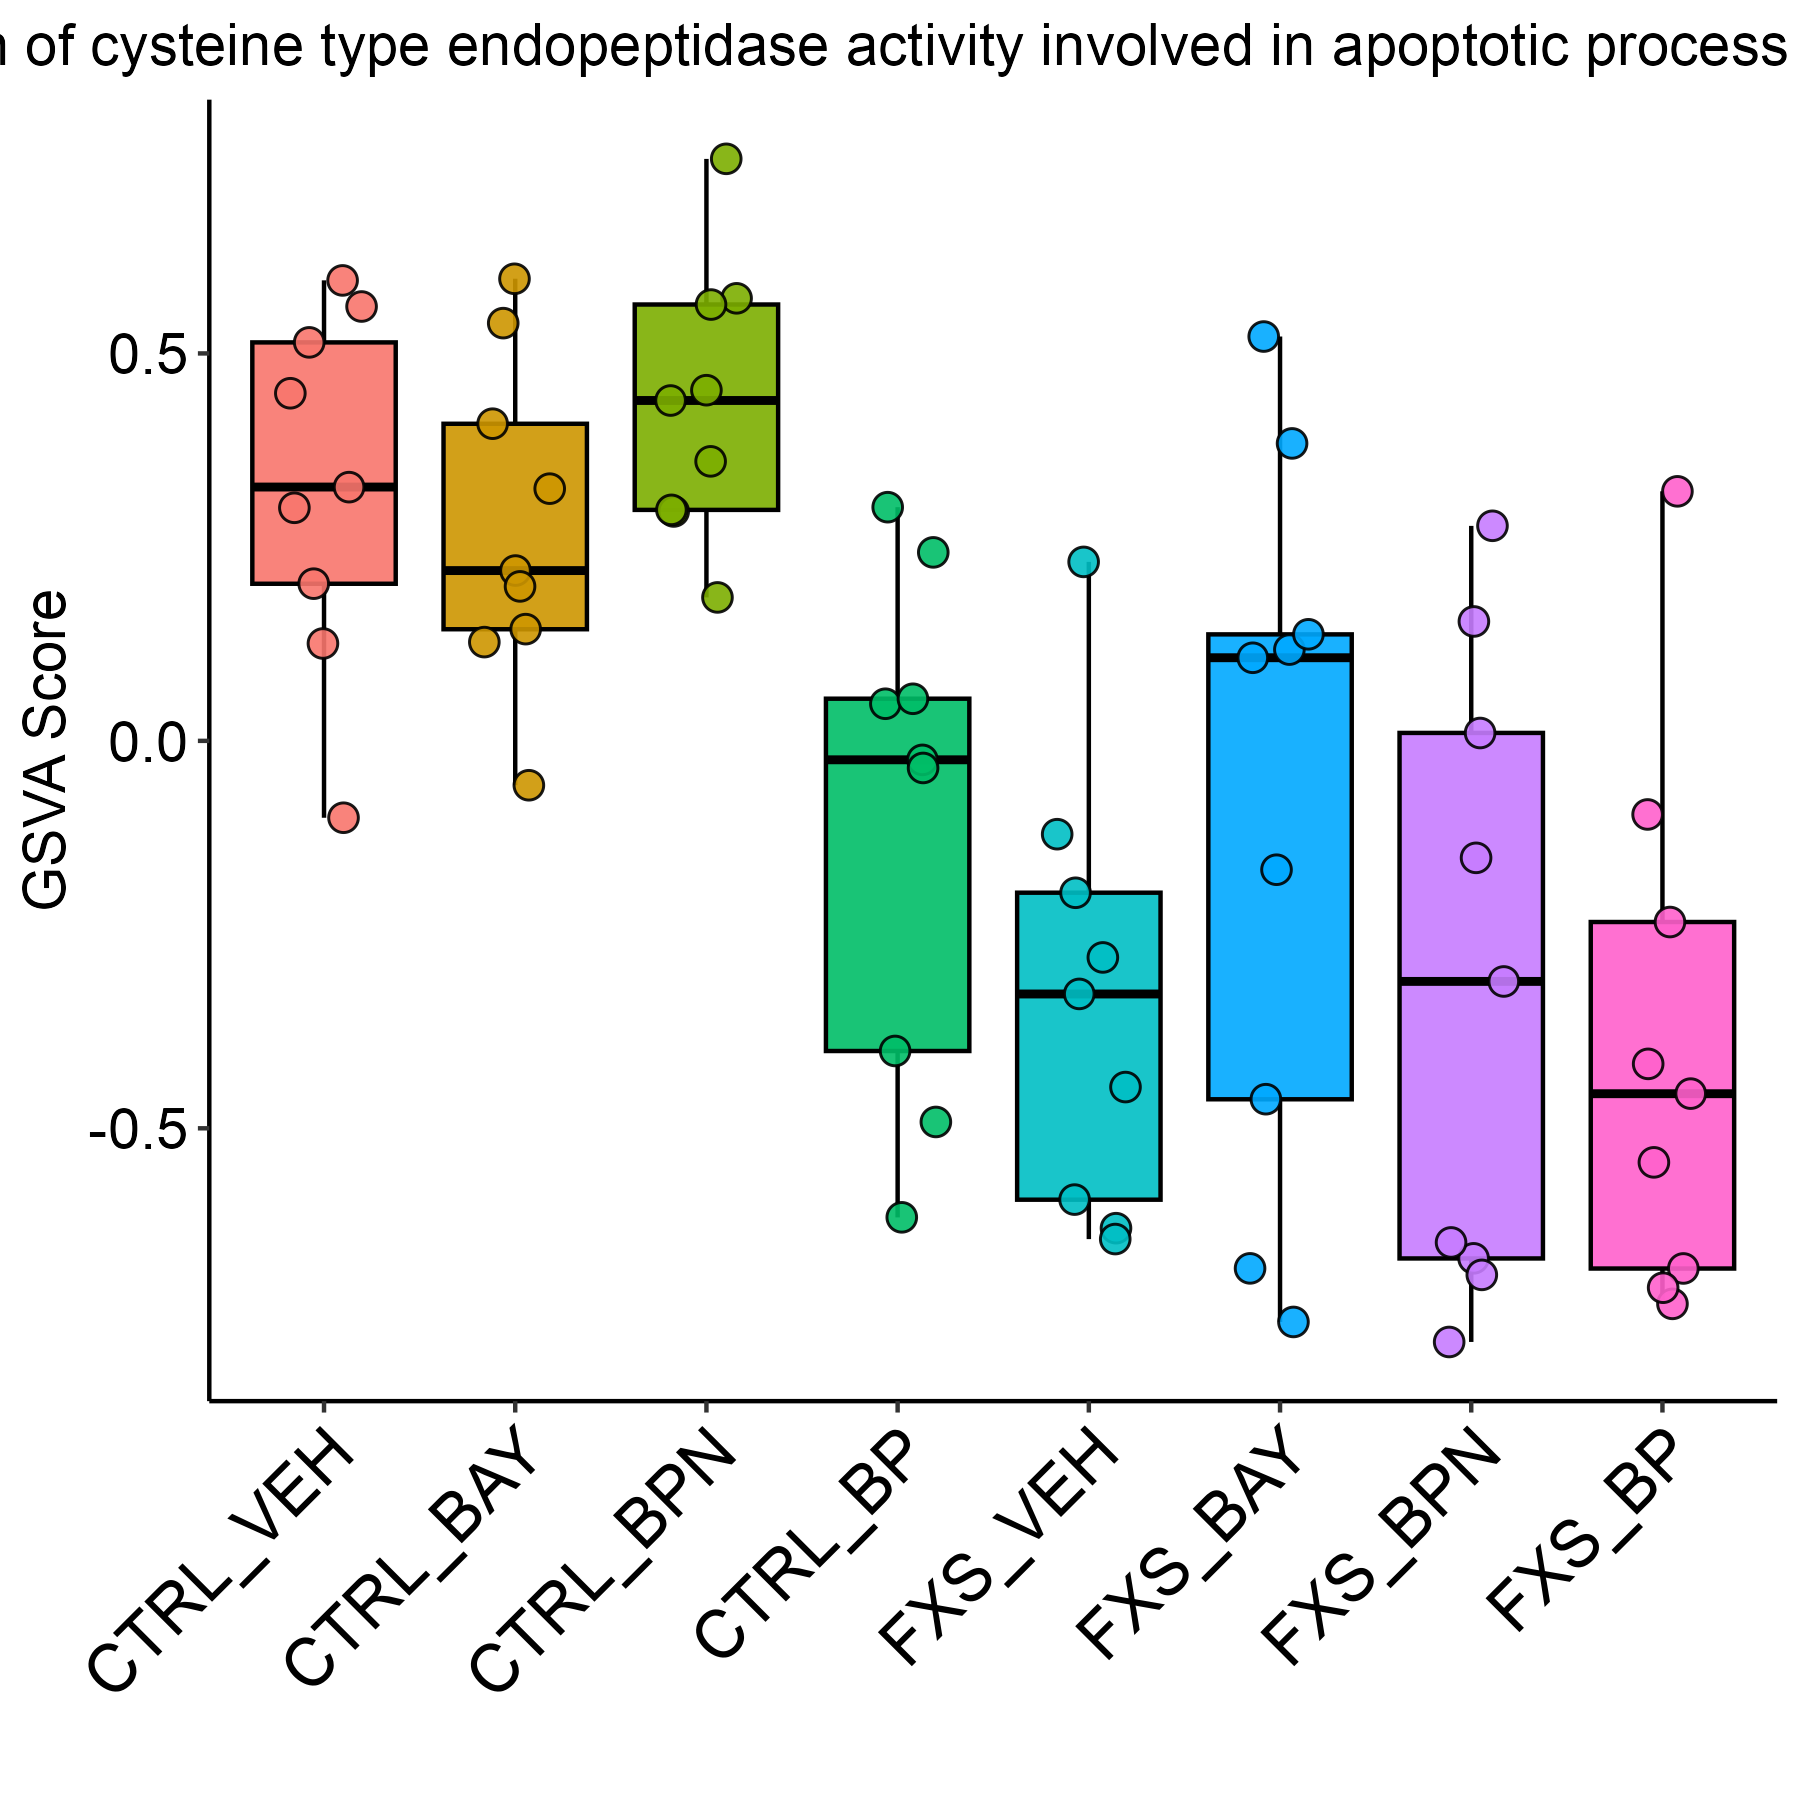 of cysteine type endopeptidase activity involved in apoptotic process
GSVA Score
0.5
0.0
-0.5
CTRL_VEH
CTRL_BAY
CTRL_BPN
CTRL_BP
FXS_VEH
FXS_BAY
FXS_BPN
FXS_BP